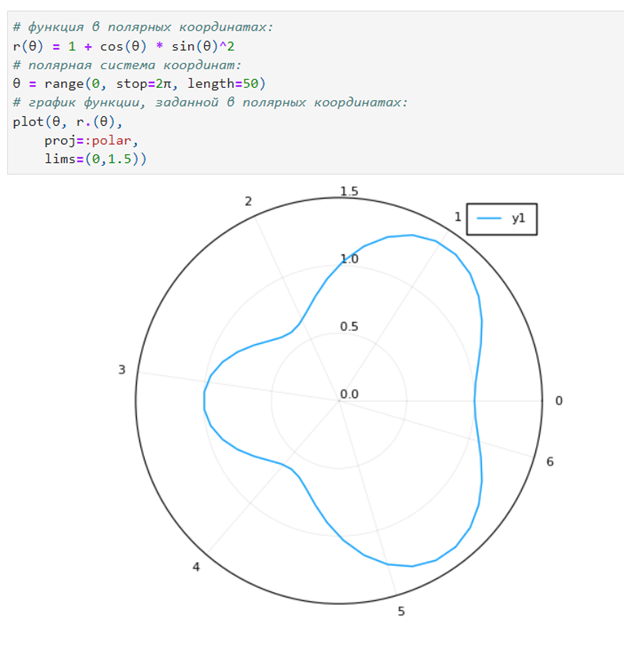 # функция в полярных координатах:
r(θ) = 1 + cos(θ) * sin(θ)^2
# полярная система координат:
θ = range(0, stop=2π, length=50)
# график функции, заданной в полярных координатах:
plot(θ, r.(θ),
    proj=:polar,
    lims=(0,1.5))
1.5
2
1
y1
1.0
0.5
3
0.0
0
6
4
5